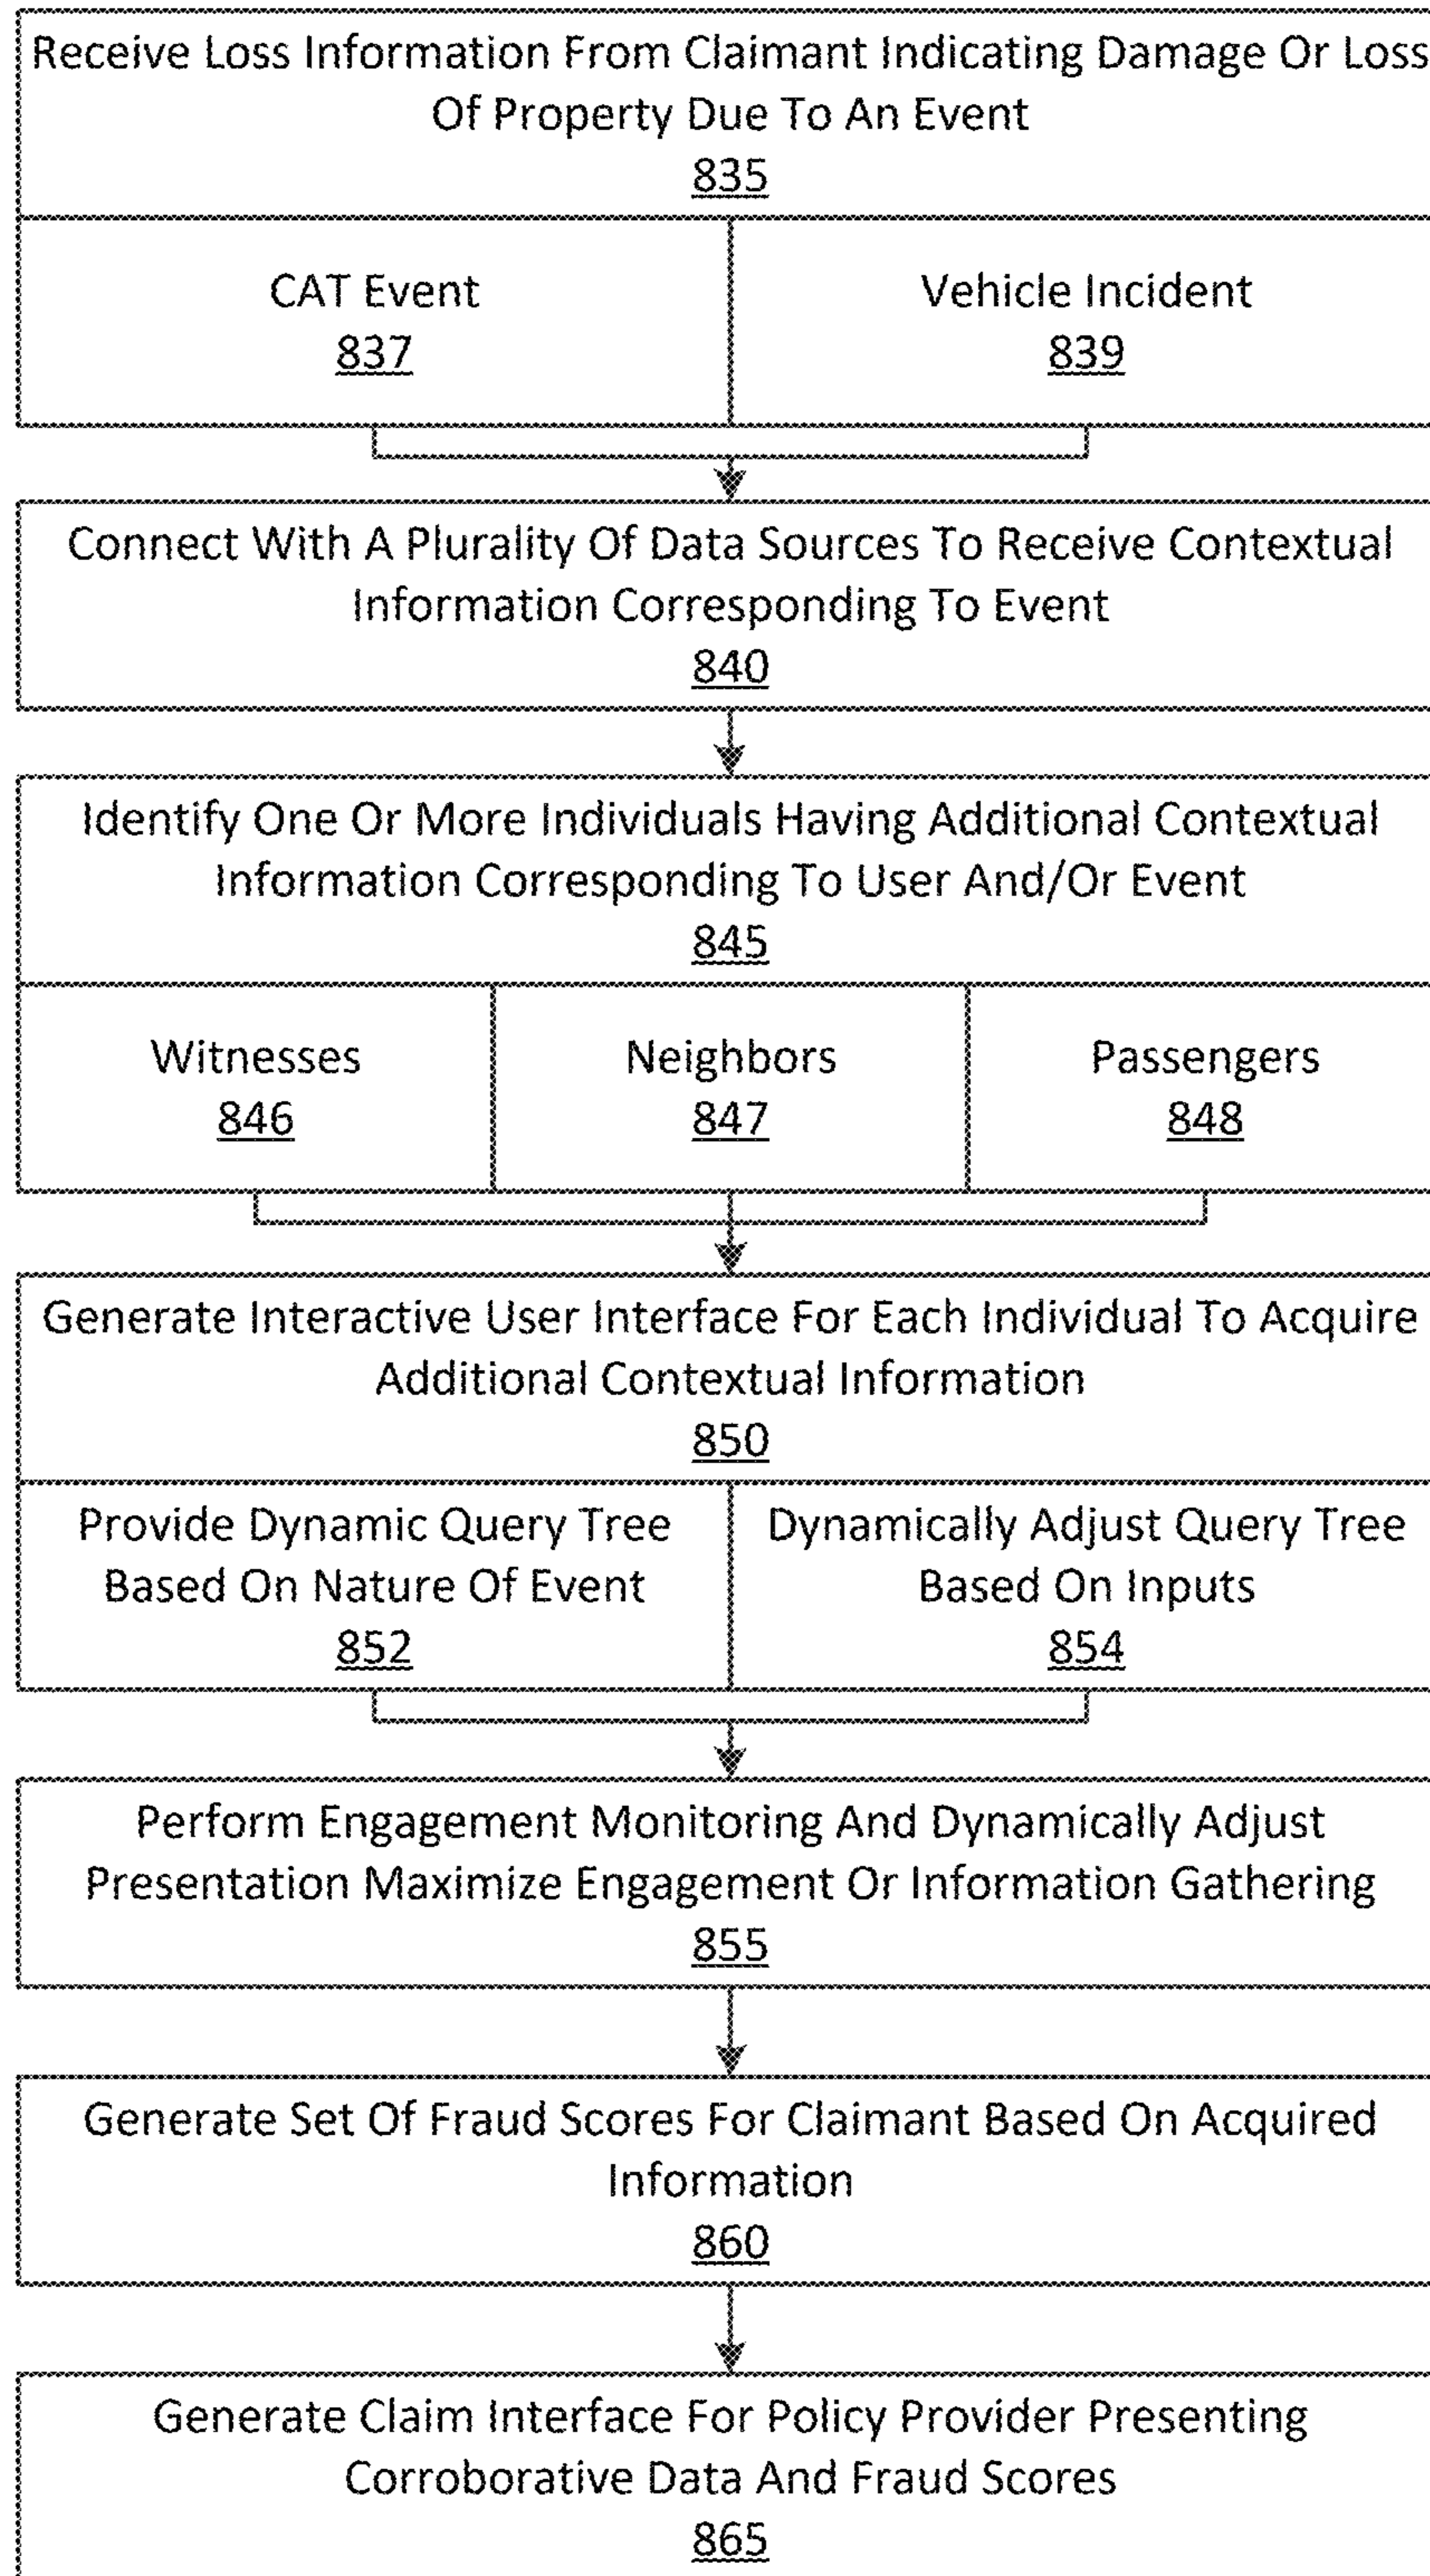 Receive Loss Information From Claimant Indicating Damage Or Loss
Of Property Due To An Event
835
CAT Event
837
Vehicle Incident
839
Connect With A Plurality Of Data Sources To Receive Contextual
Information Corresponding To Event
840
Identify One Or More Individuals Having Additional Contextual
Information Corresponding To User And/Or Event
845
Witnesses
846
Neighbors
847
Passengers
848
Generate Interactive User Interface For Each Individual To Acquire
Additional Contextual Information
850
Provide Dynamic Query Tree
Based On Nature Of Event
852
Dynamically Adjust Query Tree
Based On Inputs
854
Perform Engagement Monitoring And Dynamically Adjust
Presentation Maximize Engagement Or Information Gathering
855
Generate Set Of Fraud Scores For Claimant Based On Acquired
Information
860
Generate Claim Interface For Policy Provider Presenting
Corroborative Data And Fraud Scores
865